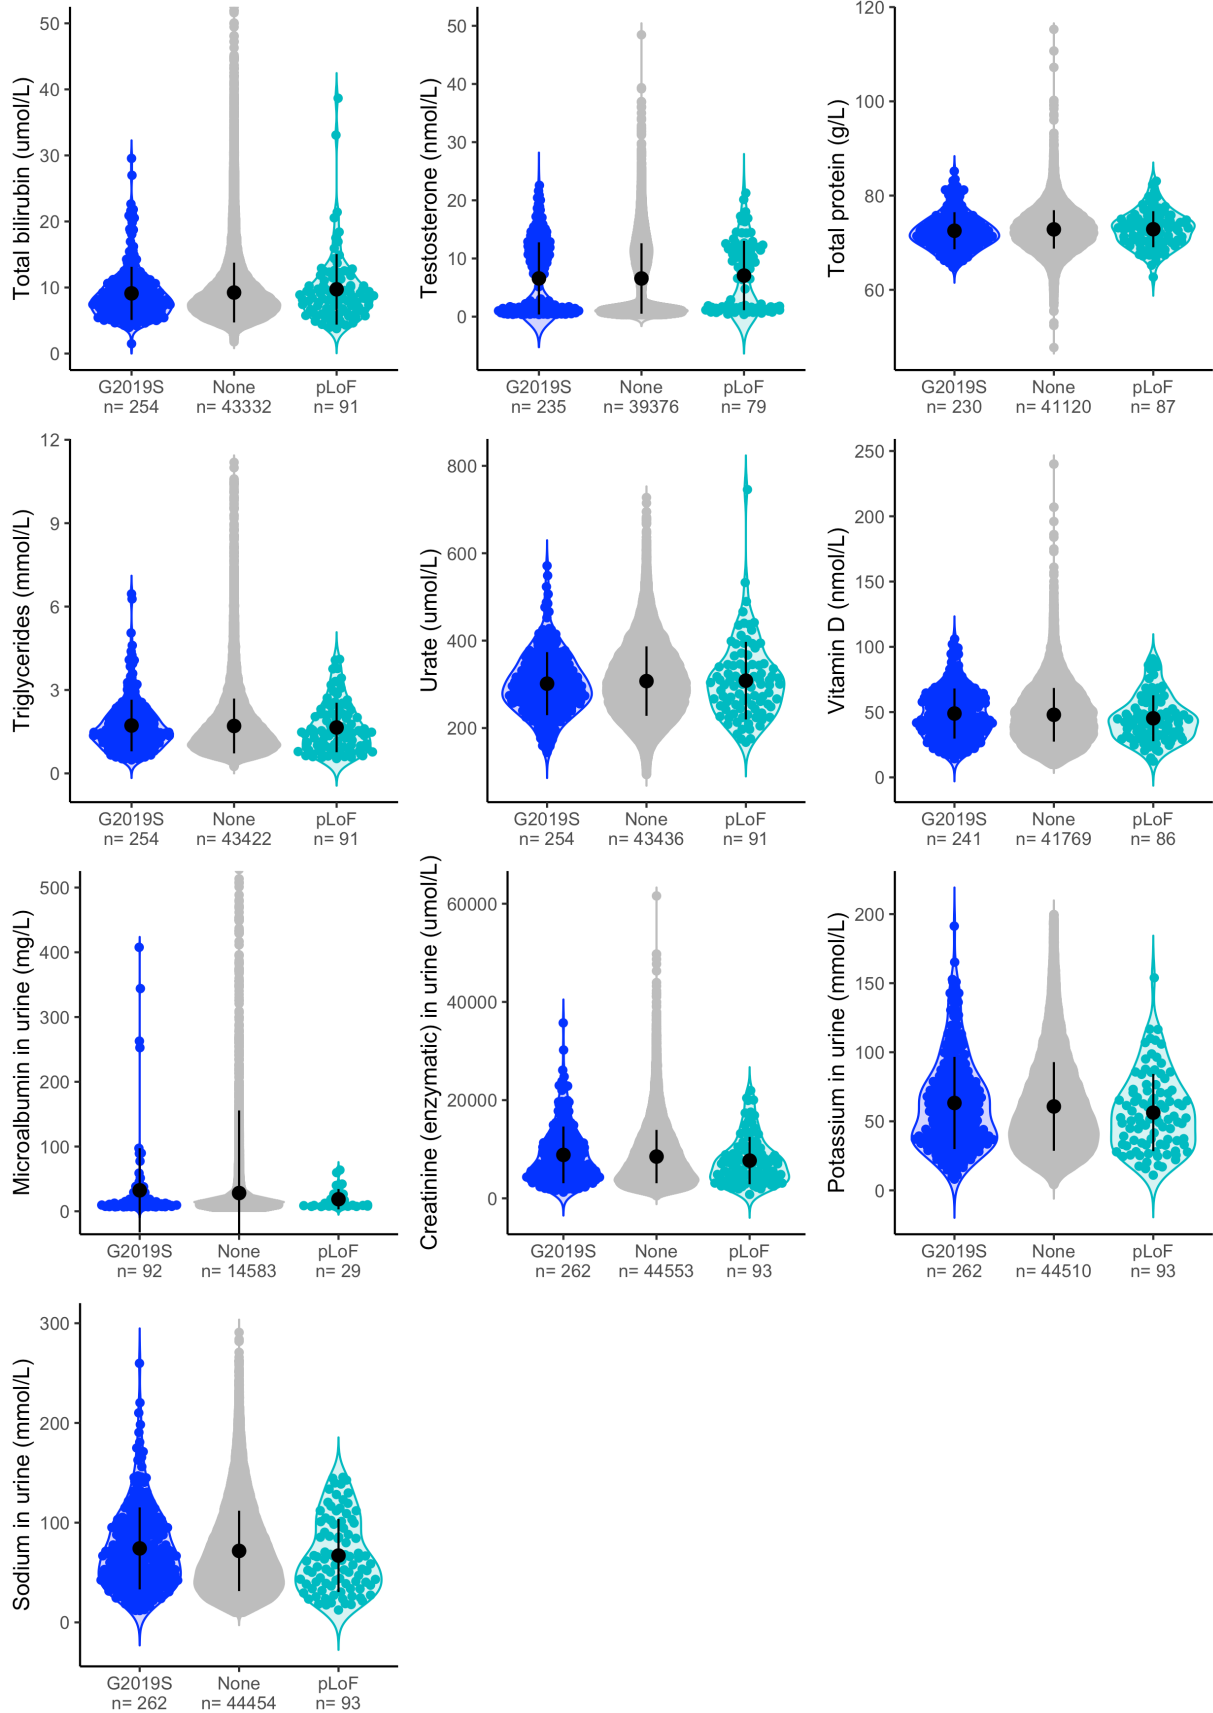 Total bilirubin (umol/L)
50
40
30
20
10
0
G2019S None pLoF
n= 254 n= 43332 n= 91
Testosterone (nmol/L)
50
40
30
20
10
0
G2019S None pLoF
n= 235 n= 39376 n= 79
Total protein (g/L)
120
100
80
60
G2019S None pLoF
n= 230 n= 41120 n= 87
Triglycerides (mmol/L)
12
9
6
3
0
G2019S None pLoF
n= 254 n= 43422 n= 91
Urate (umol/L)
800
600
400
200
G2019S None pLoF
n= 254 n= 43436 n= 91
Vitamin D (nmol/L)
250
200
150
100
50
0
G2019S None pLoF
n= 241 n= 41769 n= 86
Microalbumin in urine (mg/L)
500
400
300
200
100
0
G2019S None pLoF
n= 92 n= 14583 n= 29
Creatinine (enzymatic) in urine (umol/L)
60000
40000
20000
0
G2019S None pLoF
n= 262 n= 44553 n= 93
Potassium in urine (mmol/L)
200
150
100
50
0
G2019S None pLoF
n= 262 n= 44510 n= 93
Sodium in urine (mmol/L)
300
200
100
0
G2019S None pLoF
n= 262 n= 44454 n= 93